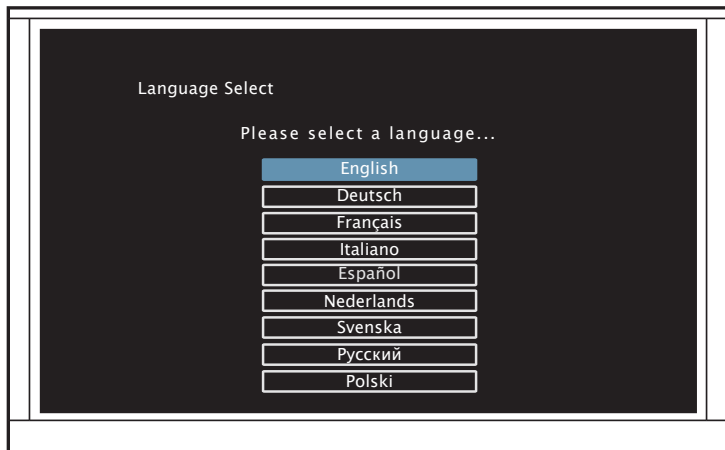 Language Select
Please select a language...
English
Deutsch
Français
Italiano
Español
Nederlands
Svenska
Русский
Polski